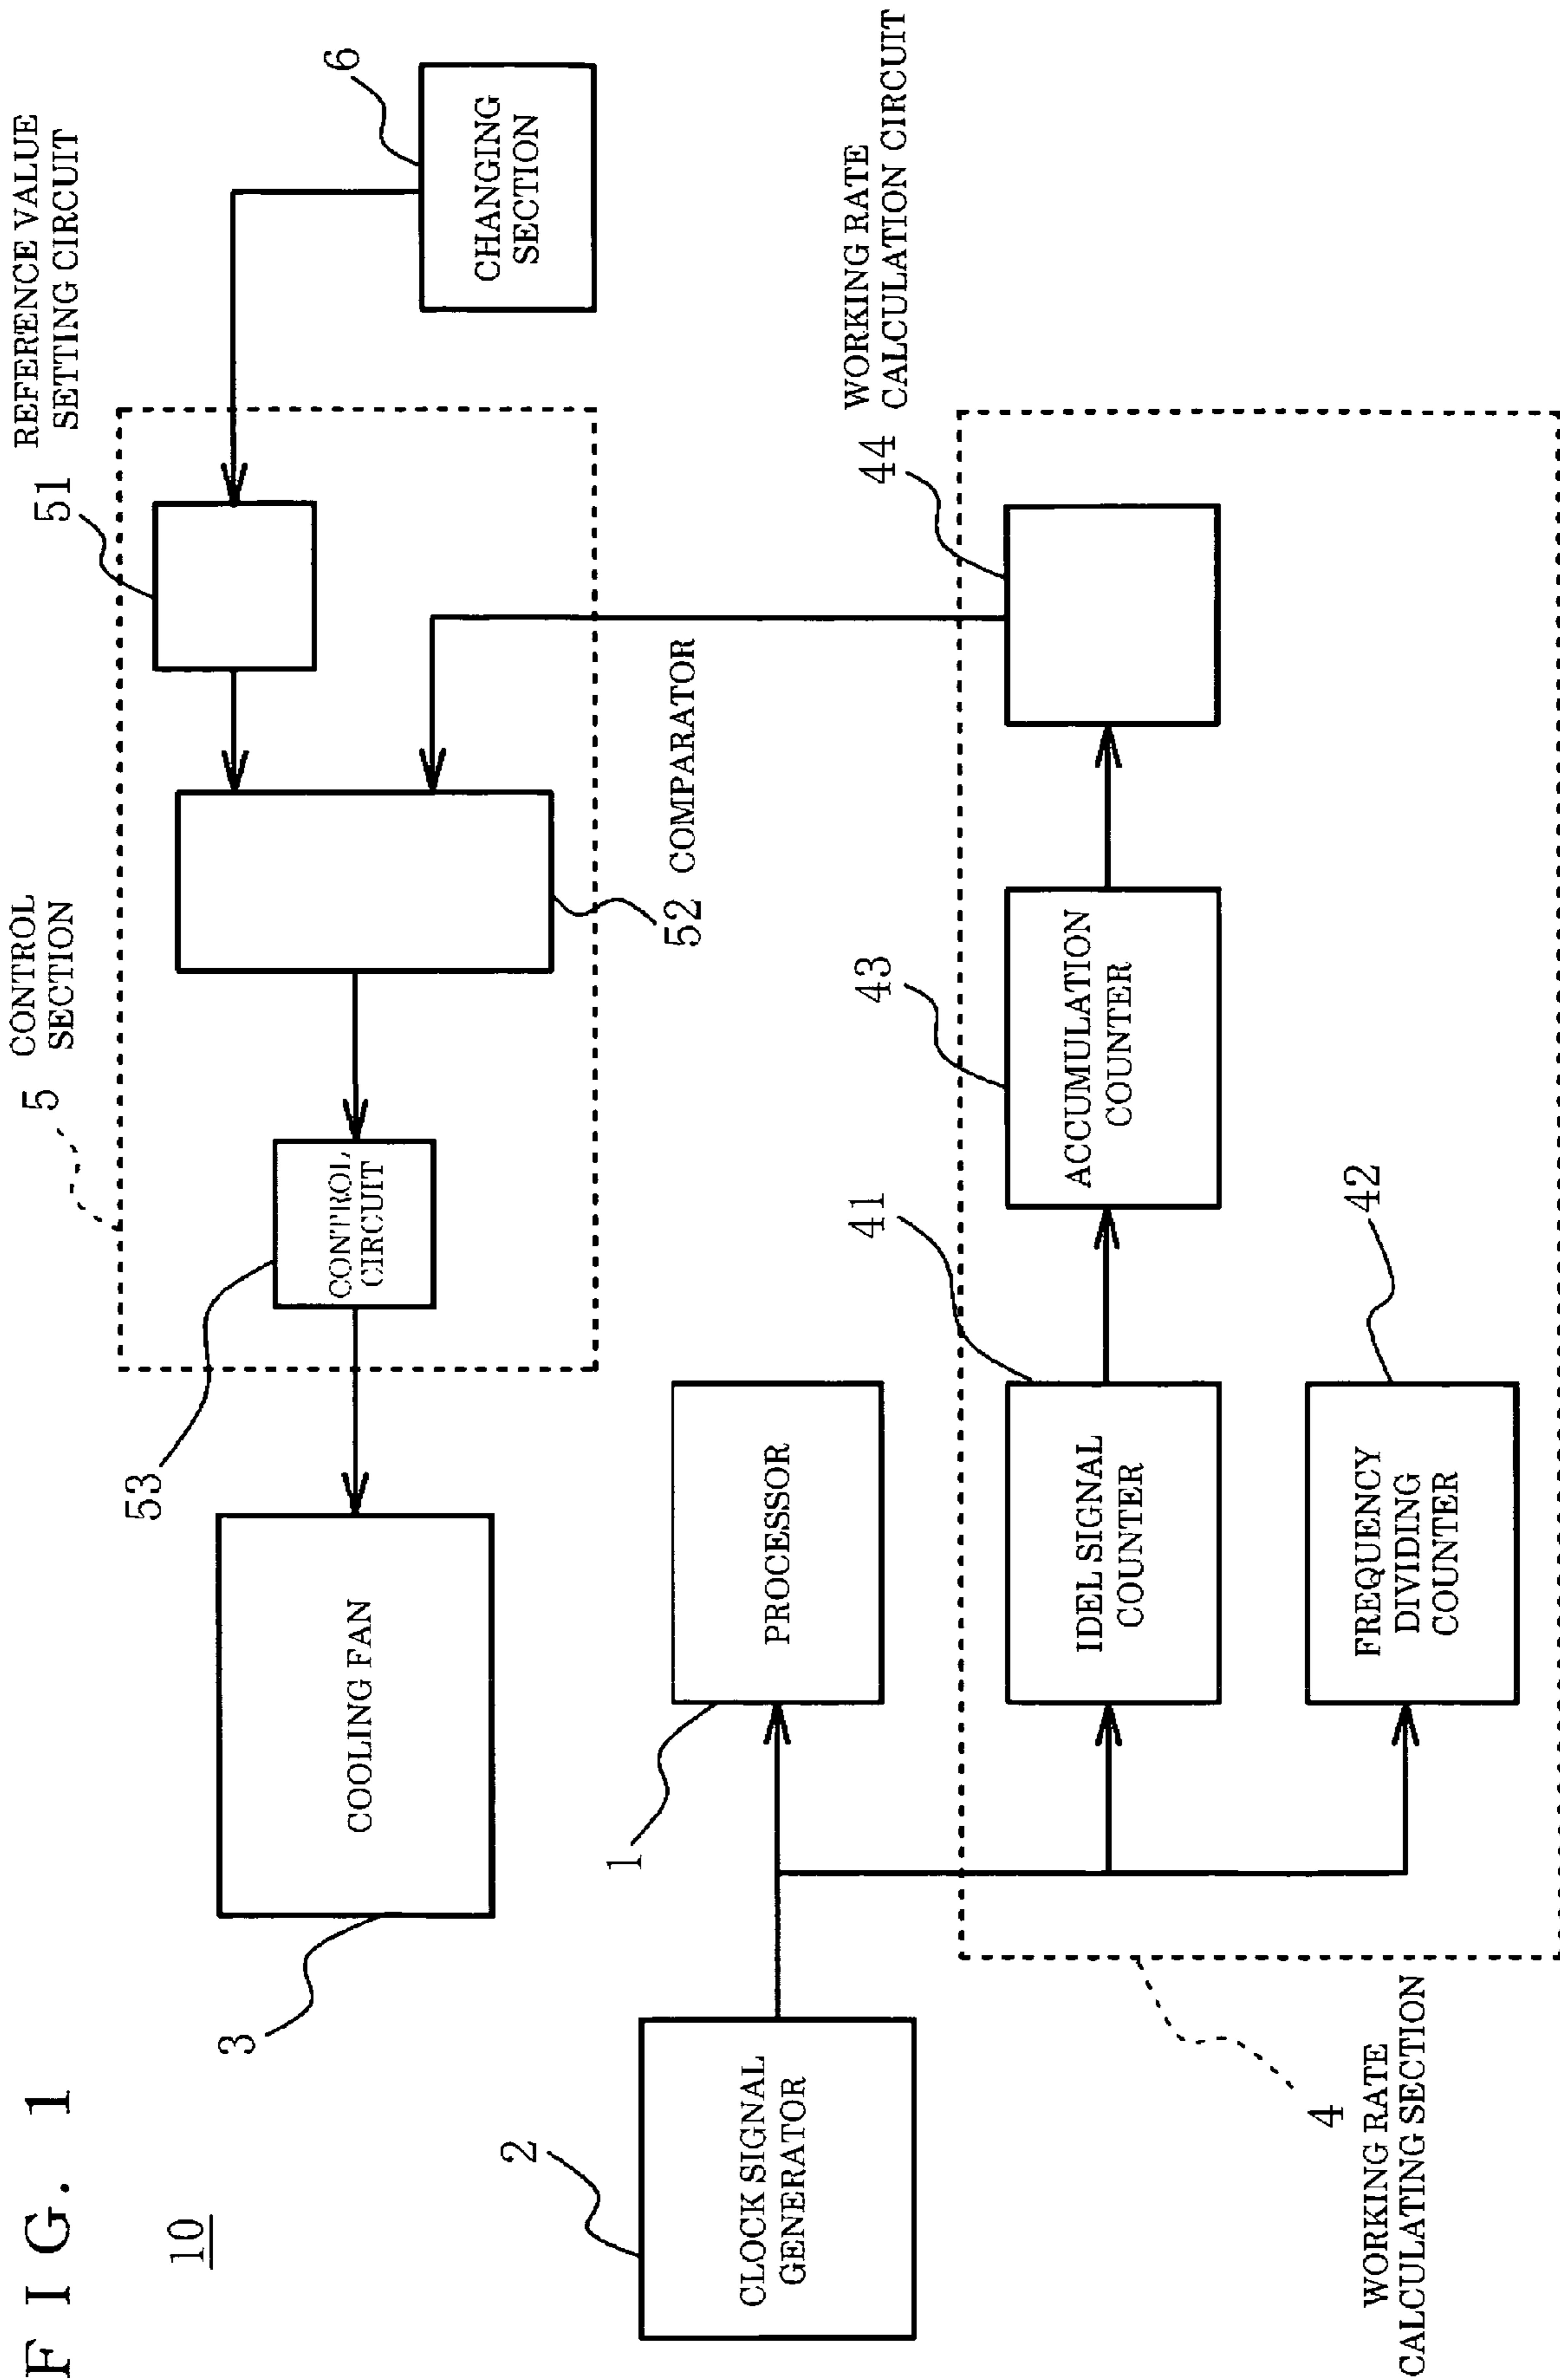 FIG. 1
10
REFERENCE VALUE
SETTING CIRCUIT
51
6
CHANGING
SECTION
5
CONTROL
SECTION
53
CONTROL
CIRCUIT
52 COMPARATOR
3
COOLING FAN
1
PROCESSOR
2
CLOCK SIGNAL
GENERATOR
WORKING RATE
CALCULATION CIRCUIT
44
43
ACCUMULATION
COUNTER
41
IDEL SIGNAL
COUNTER
42
FREQUENCY
DIVIDING
COUNTER
4
WORKING RATE
CALCULATING SECTION